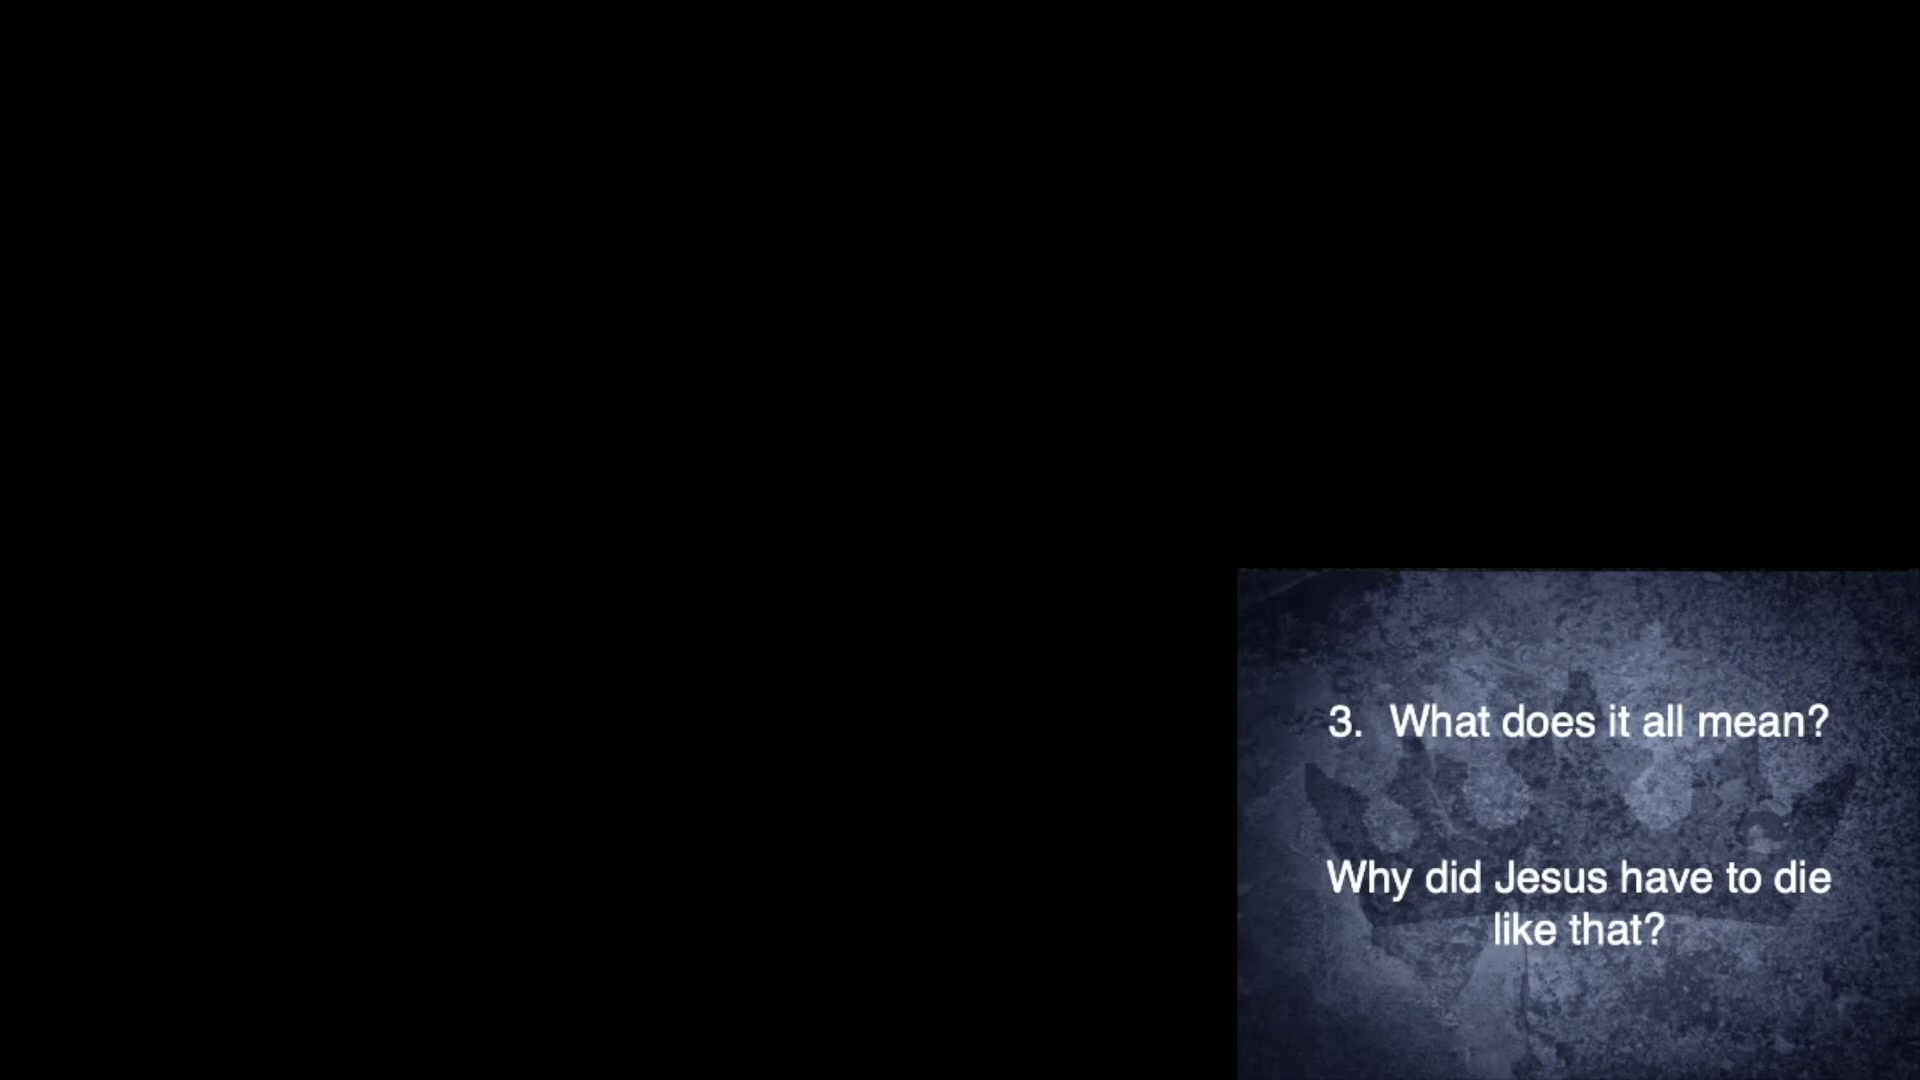 3. What does it all mean?
Why did Jesus have to die
like that?